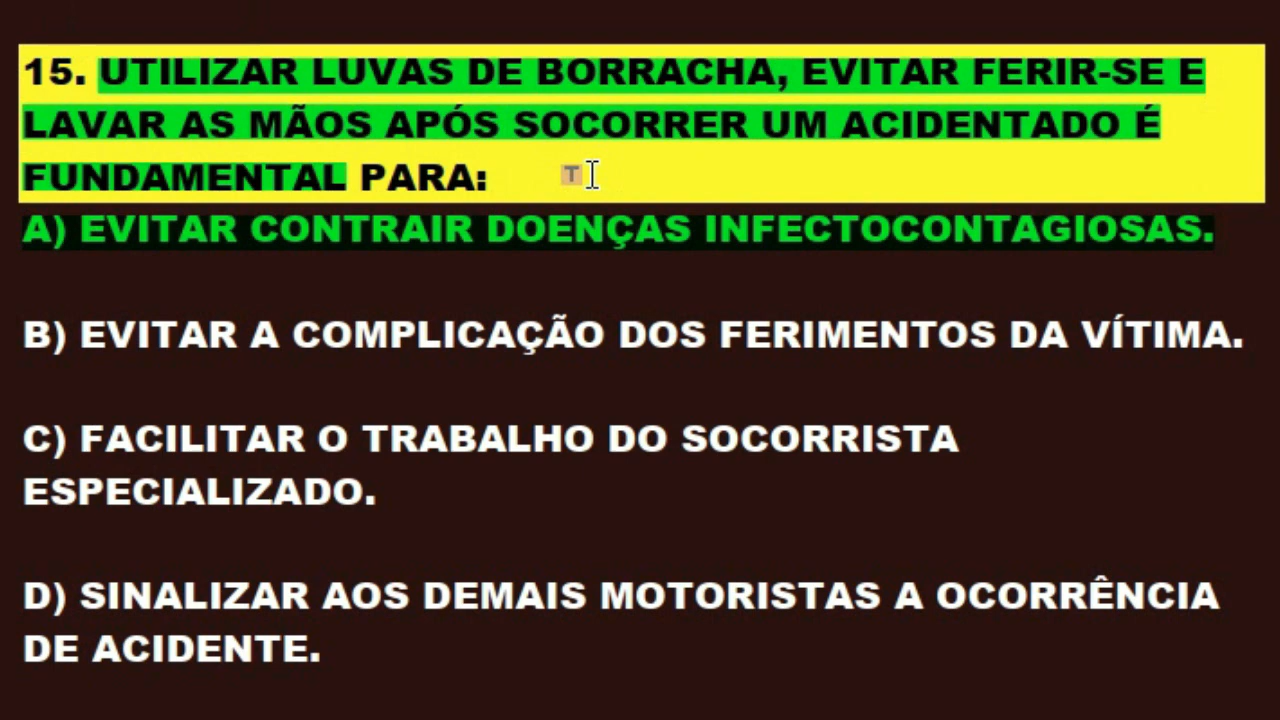 15. UTILIZAR LUVAS DE BORRACHA, EVITAR FERIR-SE E
LAVAR AS MÃOS APÓS SOCORRER UM ACIDENTADO É
FUNDAMENTAL PARA: T
A) EVITAR CONTRAIR DOENÇAS INFECTOCONTAGIOSAS.
B) EVITAR A COMPLICAÇÃO DOS FERIMENTOS DA VÍTIMA.
C) FACILITAR O TRABALHO DO SOCORRISTA
ESPECIALIZADO.
D) SINALIZAR AOS DEMAIS MOTORISTAS A OCORRÊNCIA
DE ACIDENTE.